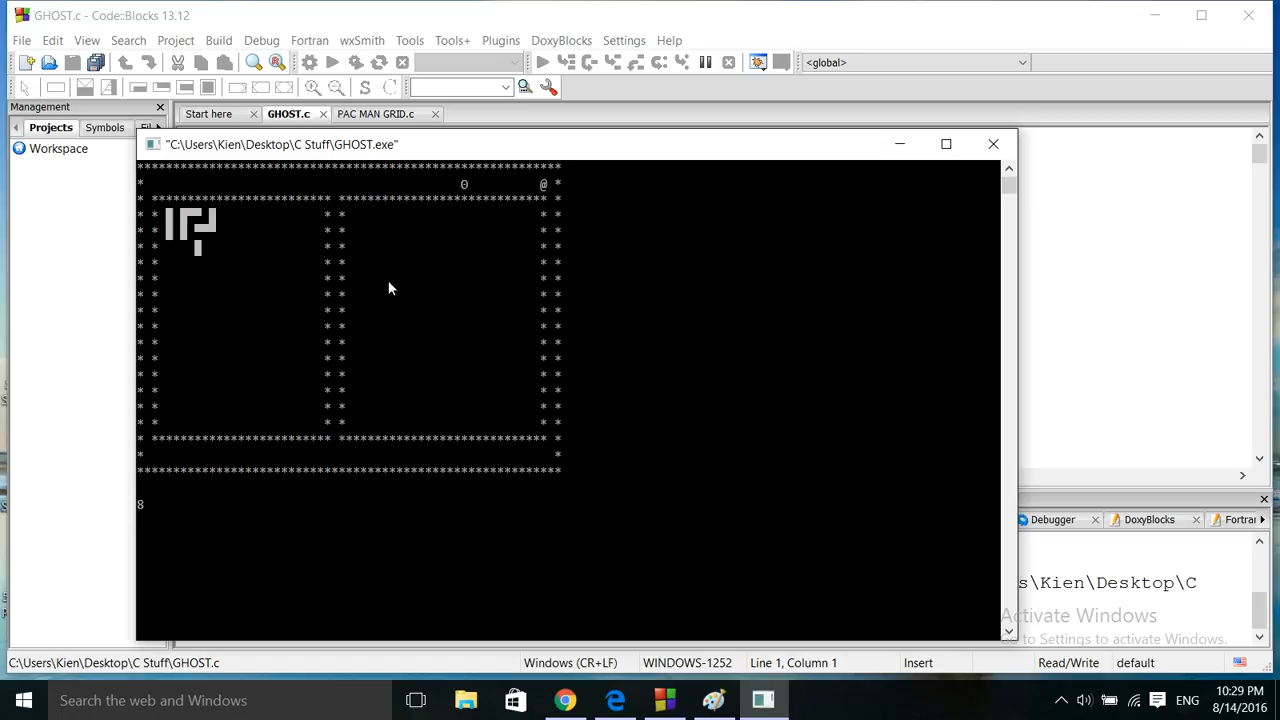 GHOST.c - Code::Blocks 13.12
File Edit View Search Project Build Debug Fortran wxSmith Tools Tools+ Plugins DoxyBlocks Settings Help
<global>
S C
Management
Start here GHOST.c PAC MAN GRID.c
Projects Symbols Fil
Workspace
"C:\Users\Kien\Desktop\C Stuff\GHOST.exe"
***********************************************************
* Θ @ *
* ************************* ***************************** *
* * * * * *
* * * * * *
* * * * * *
* * * * * *
* * * * * *
* * * * * *
* * * * * *
* * * * * *
* * * * * *
* * * * * *
* * * * * *
* * * * * *
* * * * * *
* * * * * *
* ************************* ***************************** *
* *
***********************************************************
8
Debugger DoxyBlocks Fortran
s\Kien\Desktop\C
Activate Windows
Go to Settings to activate Windows.
C:\Users\Kien\Desktop\C Stuff\GHOST.c Windows (CR+LF) WINDOWS-1252 Line 1, Column 1 Insert Read/Write default
Search the web and Windows
ENG
10:29 PM
8/14/2016